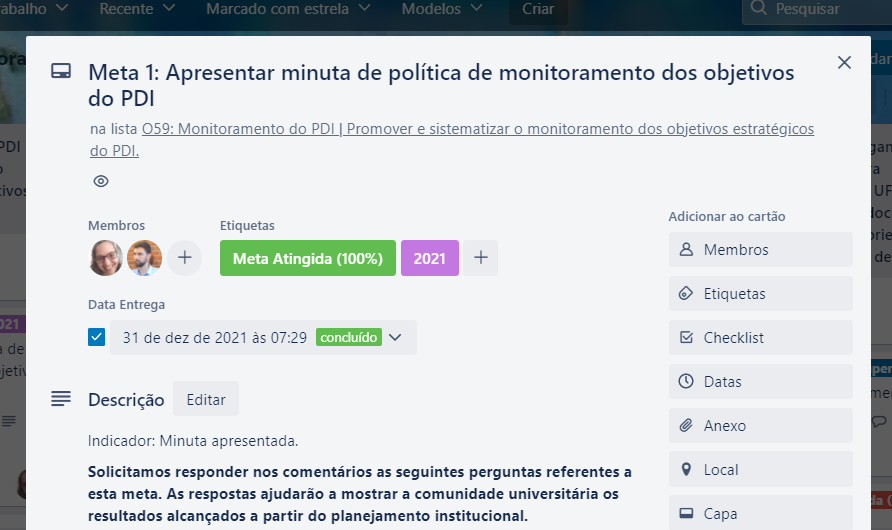 Recente
Marcado com estrela
Modelos
Criar
Pesquisar
Meta 1: Apresentar minuta de política de monitoramento dos objetivos
do PDI
na lista O59: Monitoramento do PDI | Promover e sistematizar o monitoramento dos objetivos estratégicos
do PDI.
Membros
Etiquetas
Meta Atingida (100%)
2021
Data Entrega
31 de dez de 2021 às 07:29 concluído
Descrição
Editar
Indicador: Minuta apresentada.
Solicitamos responder nos comentários as seguintes perguntas referentes a
esta meta. As respostas ajudarão a mostrar a comunidade universitária os
resultados alcançados a partir do planejamento institucional.
Adicionar ao cartão
Membros
Etiquetas
Checklist
Datas
Anexo
Local
Capa